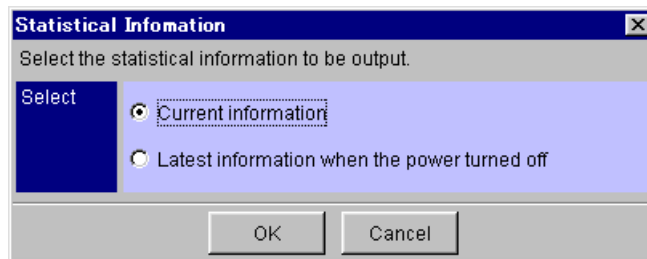 Statistical Infomation
Select the statistical information to be output.
Select
Current information
Latest information when the power turned off
OK
Cancel